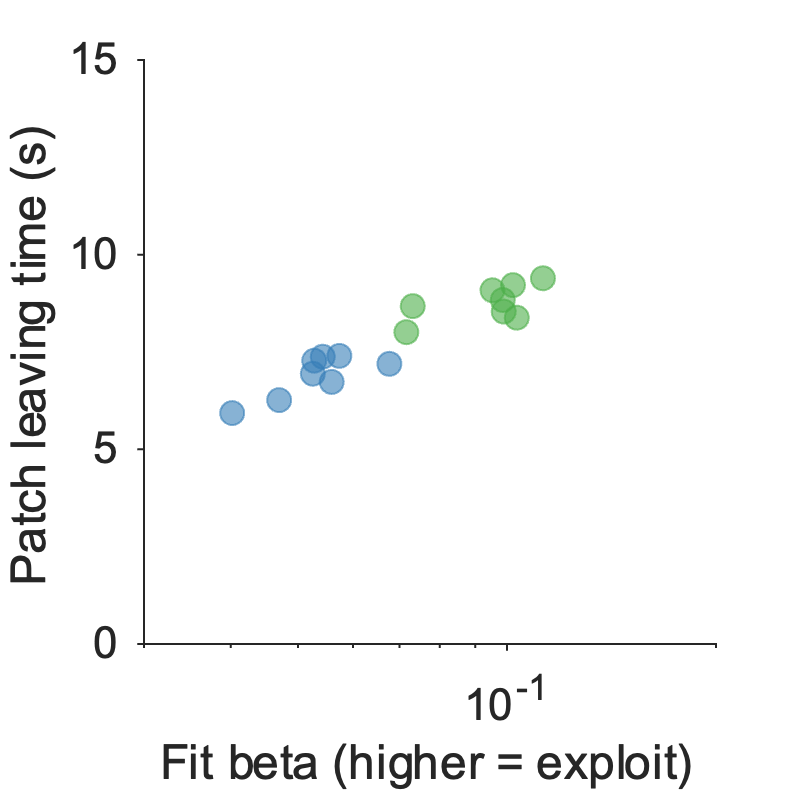 15
10
5
0
Patch leaving time (s)
10⁻¹
Fit beta (higher = exploit)